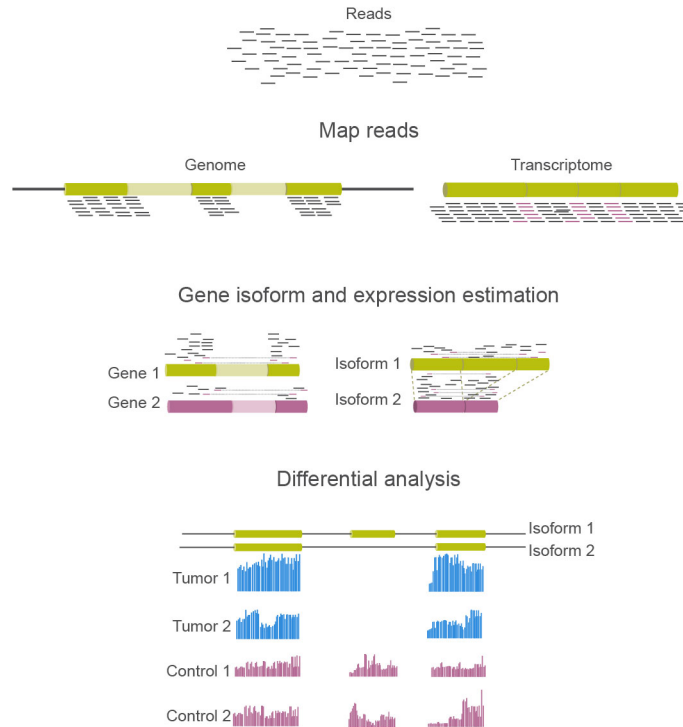 Reads
Map reads
Genome
Transcriptome
Gene isoform and expression estimation
Gene 1
Isoform 1
Gene 2
Isoform 2
Differential analysis
Isoform 1
Isoform 2
Tumor 1
Tumor 2
Control 1
Control 2